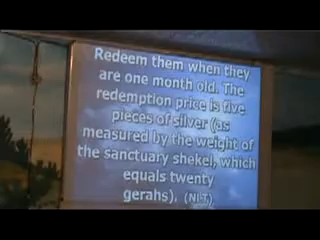 Redeem them when they
are one month old. The
redemption price is five
pieces of silver (as
measured by the weight of
the sanctuary shekel, which
equals twenty
gerahs). (NLT)